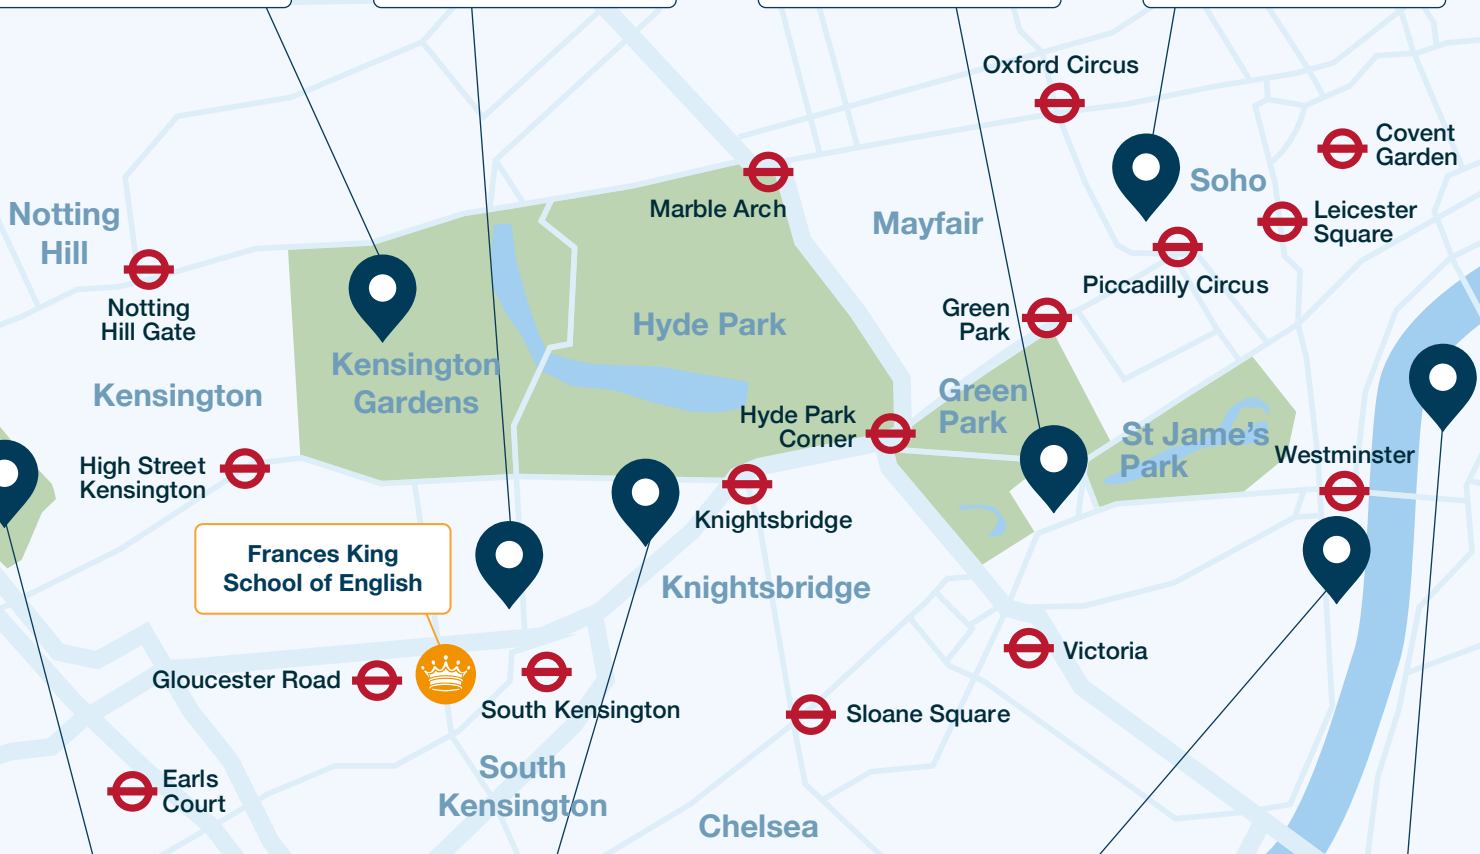 Oxford Circus
Covent
Garden
Soho
Notting
Hill
Marble Arch
Mayfair
Leicester
Square
Notting
Hill Gate
Piccadilly Circus
Green
Park
Hyde Park
Kensington
Gardens
Kensington
Green
Park
Hyde Park
Corner
St Jame’s
Park
Westminster
High Street
Kensington
Knightsbridge
Frances King
School of English
Knightsbridge
Victoria
Gloucester Road
South Kensington
Sloane Square
South
Kensington
Earls
Court
Chelsea